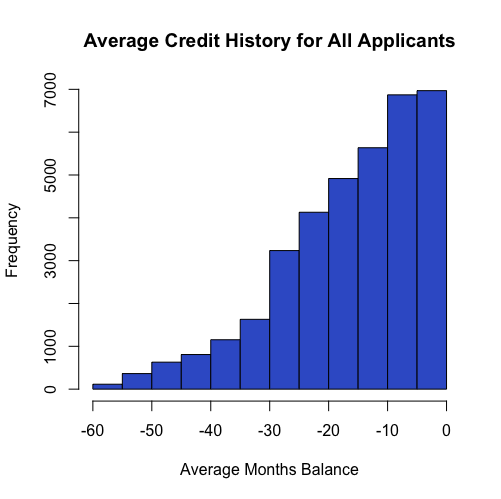 Average Credit History for All Applicants
Frequency
7000
5000
3000
1000
0
-60 -50 -40 -30 -20 -10 0
Average Months Balance